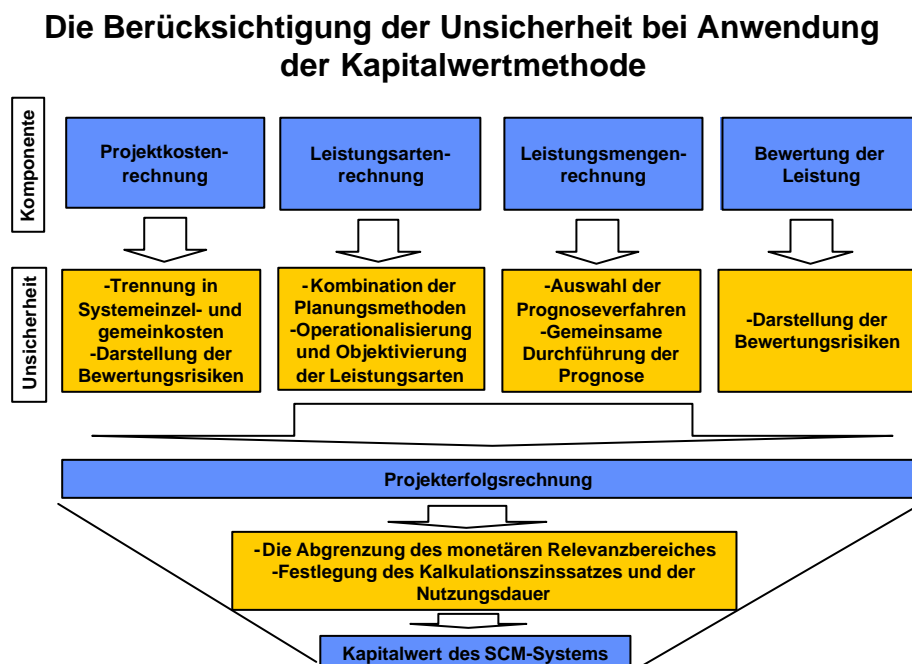 Die Berücksichtigung der Unsicherheit bei Anwendung
der Kapitalwertmethode
Komponente
Projektkosten-
rechnung
Leistungsarten-
rechnung
Leistungsmengen-
rechnung
Bewertung der
Leistung
Unsicherheit
-Trennung in
Systemeinzel- und
gemeinkosten
-Darstellung der
Bewertungsrisiken
-Kombination der
Planungsmethoden
-Operationalisierung
und Objektivierung
der Leistungsarten
-Auswahl der
Prognoseverfahren
-Gemeinsame
Durchführung der
Prognose
-Darstellung der
Bewertungsrisiken
Projekterfolgsrechnung
-Die Abgrenzung des monetären Relevanzbereiches
-Festlegung des Kalkulationszinssatzes und der
Nutzungsdauer
Kapitalwert des SCM-Systems